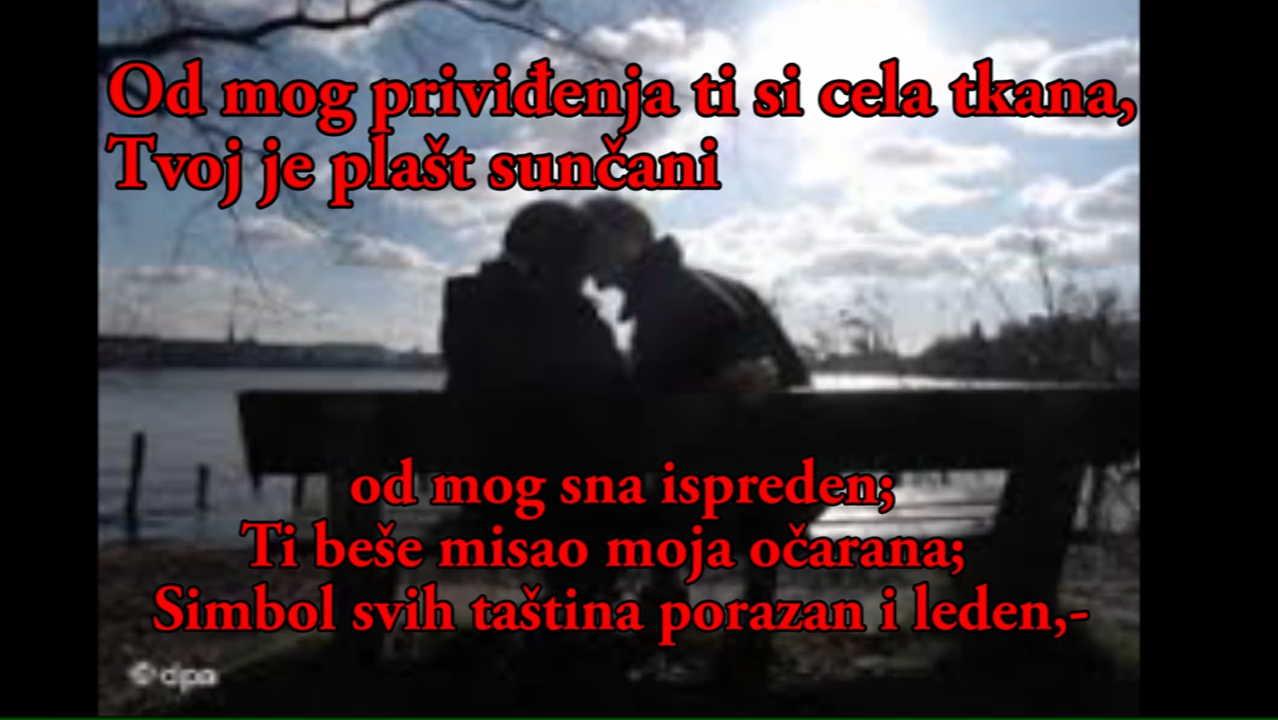 Od mog priviđenja ti si cela tkana,
Tvoj je plašt sunčani
od mog sna ispreden;
Ti beše misao moja očarana;
Simbol svih taština porazan i leden,-
© dpa